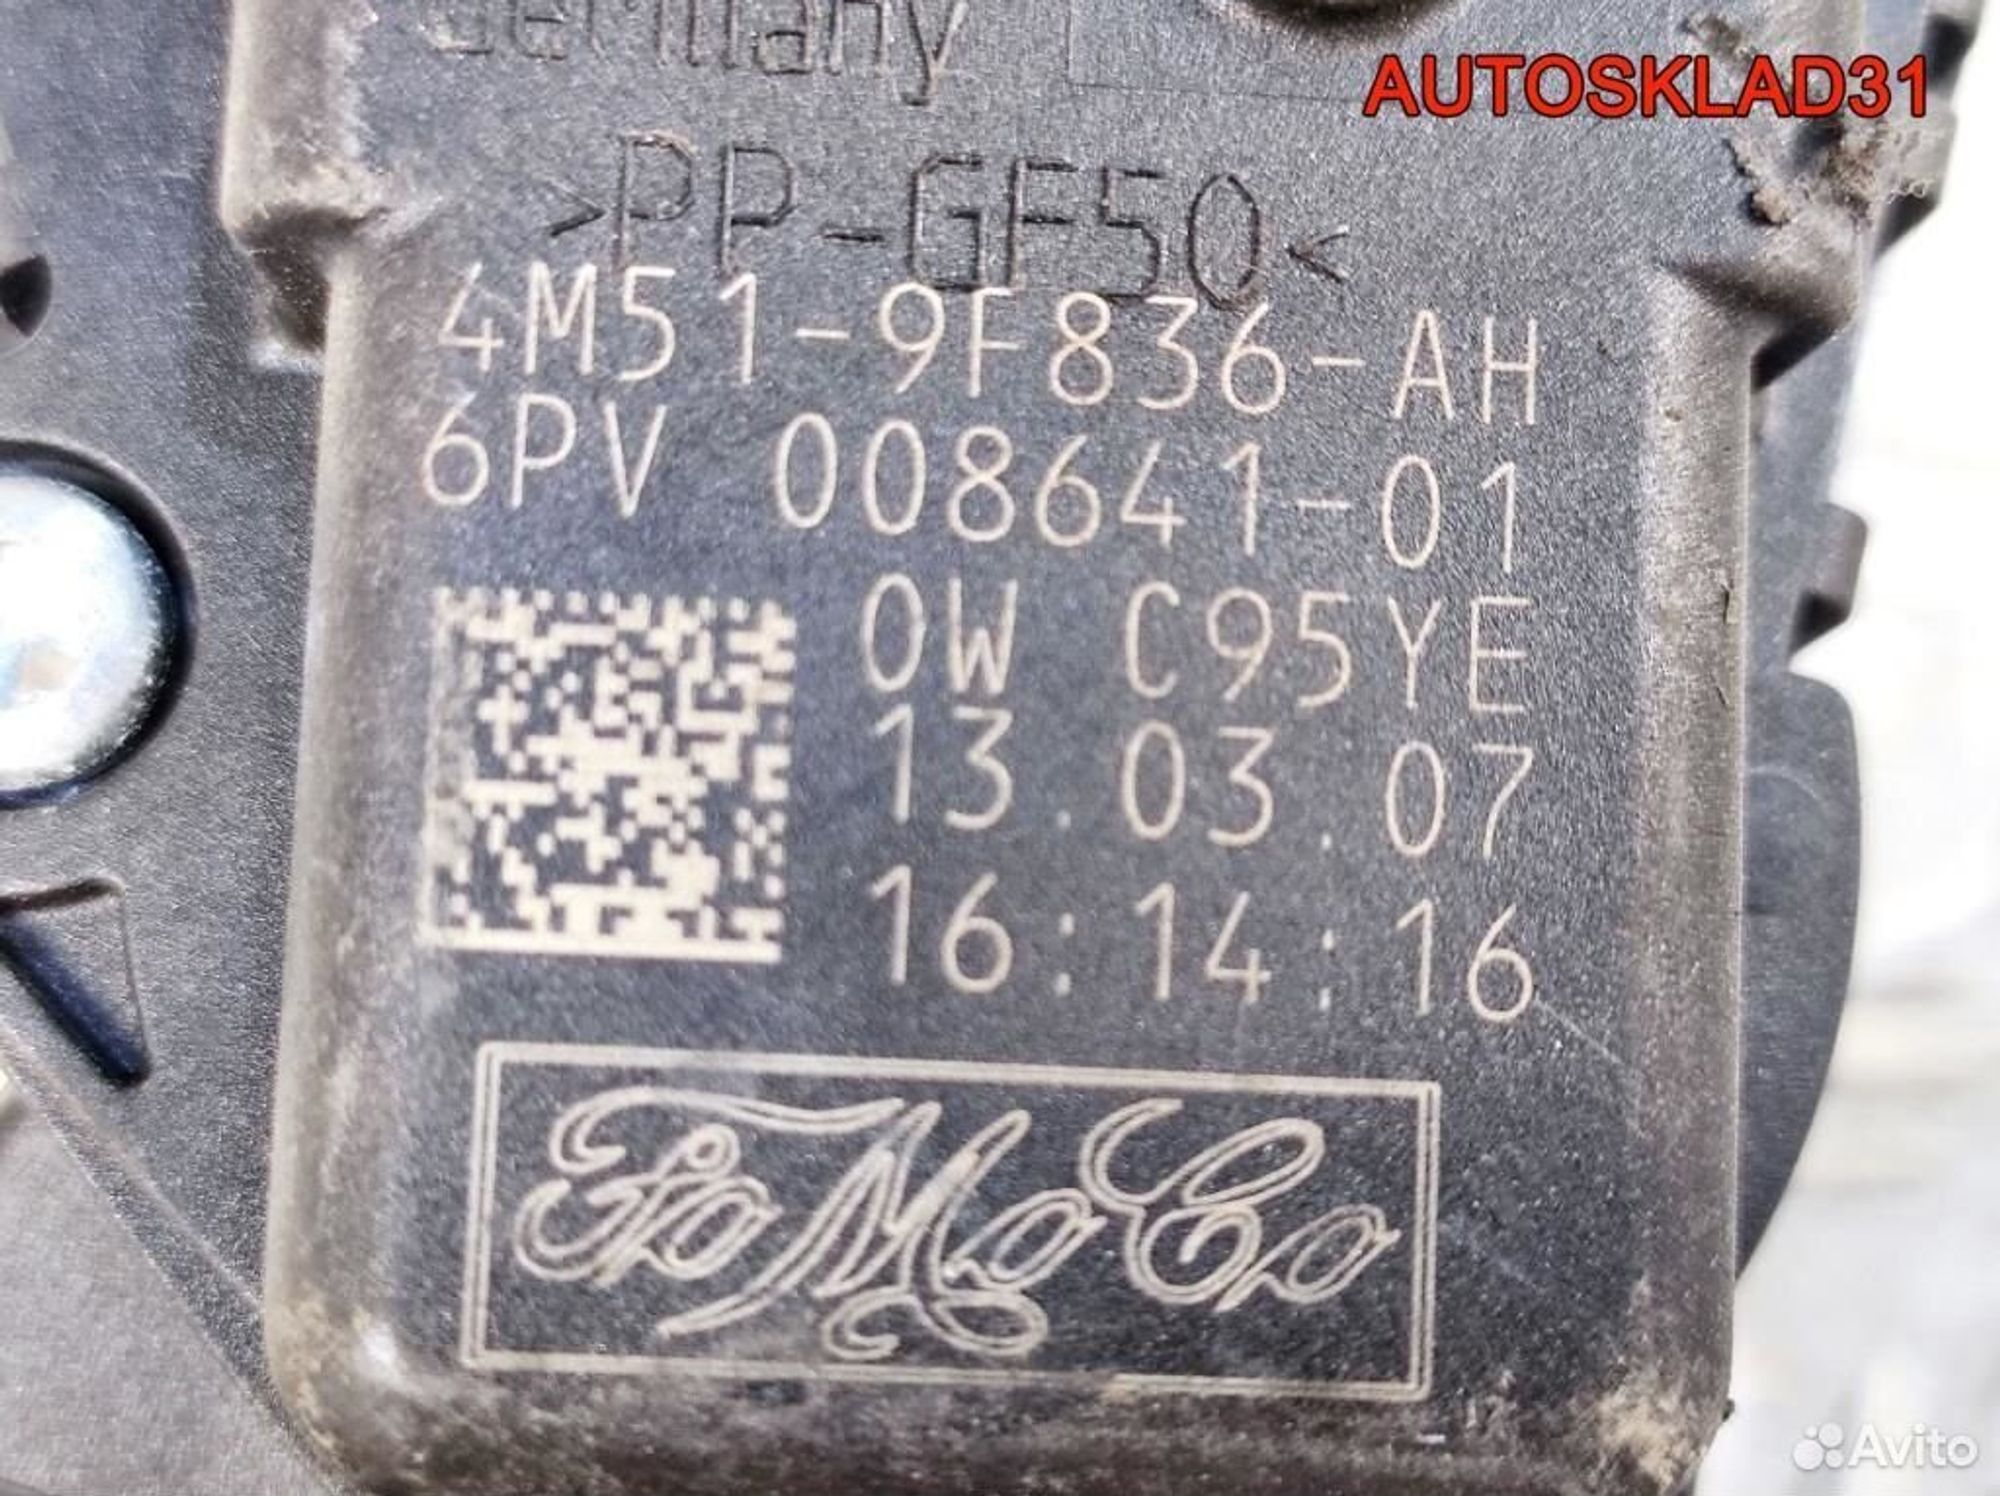 Germany
AUTOSKLAD31
>PP-GF50<
4M51-9F836-AH
6PV 008641-01
0W C95YE
13.03.07
16:14:16
FoMoCo
Avito